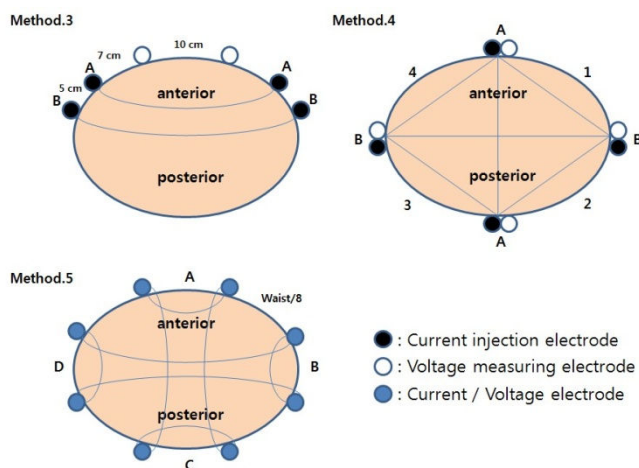 Method.3
10 cm
7 cm
A
A
5 cm
B
B
anterior
posterior
Method.4
A
4
1
anterior
B
B
posterior
3
2
A
Method.5
A
Waist/8
anterior
D
B
posterior
C
: Current injection electrode
: Voltage measuring electrode
: Current / Voltage electrode